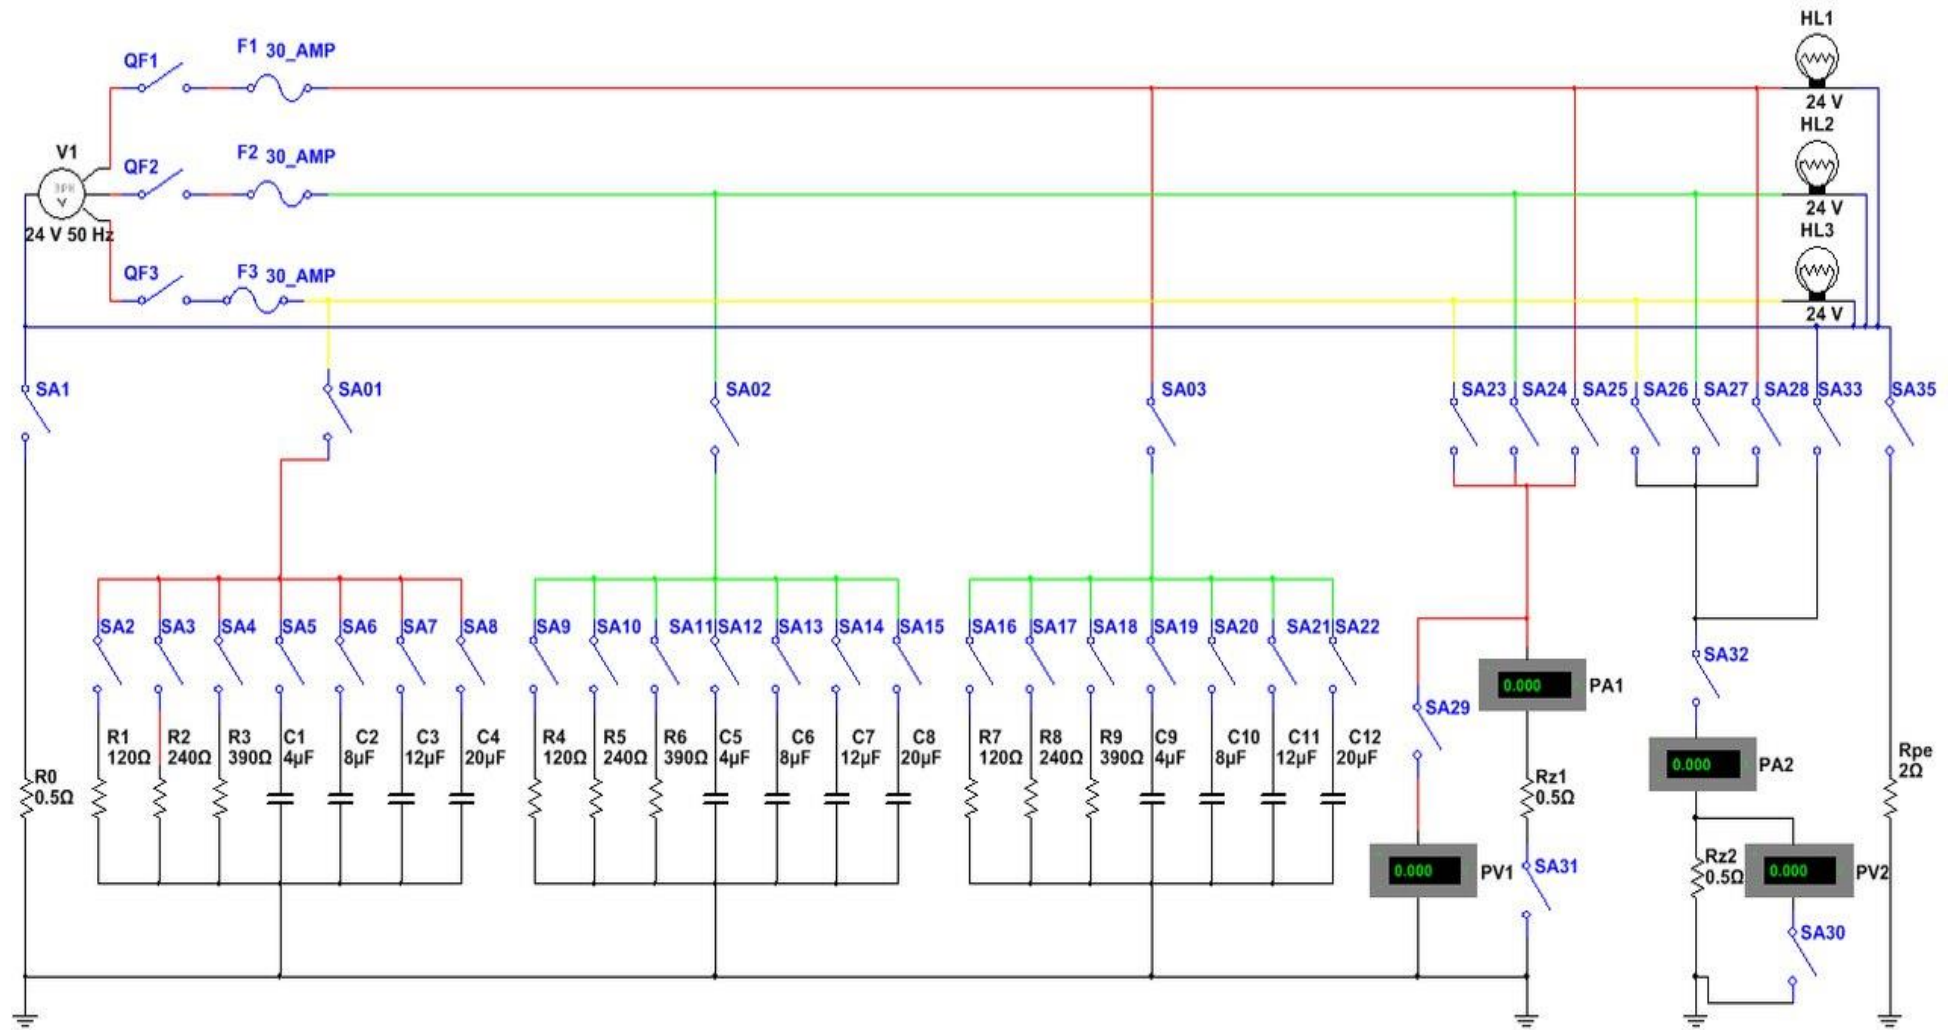 HL1
F1 30_AMP
QF1
24 V
HL2
V1
F2 30_AMP
QF2
3PH
V
24 V
HL3
24 V 50 Hz
QF3
F3 30_AMP
24 V
SA1
SA01
SA02
SA03
SA23 SA24 SA25 SA26 SA27 SA28 SA33 SA35
SA2 SA3 SA4 SA5 SA6 SA7 SA8 SA9 SA10 SA11 SA12 SA13 SA14 SA15 SA16 SA17 SA18 SA19 SA20 SA21 SA22
SA32
0.000 PA1
SA29
R1 R2 R3 C1 C2 C3 C4 R4 R5 R6 C5 C6 C7 C8 R7 R8 R9 C9 C10 C11 C12
120Ω 240Ω 390Ω 4µF 8µF 12µF 20µF 120Ω 240Ω 390Ω 4µF 8µF 12µF 20µF 120Ω 240Ω 390Ω 4µF 8µF 12µF 20µF
0.000 PA2
Rpe
2Ω
R0
0.5Ω
Rz1
0.5Ω
SA31
0.000 PV1
Rz2
0.5Ω
0.000 PV2
SA30